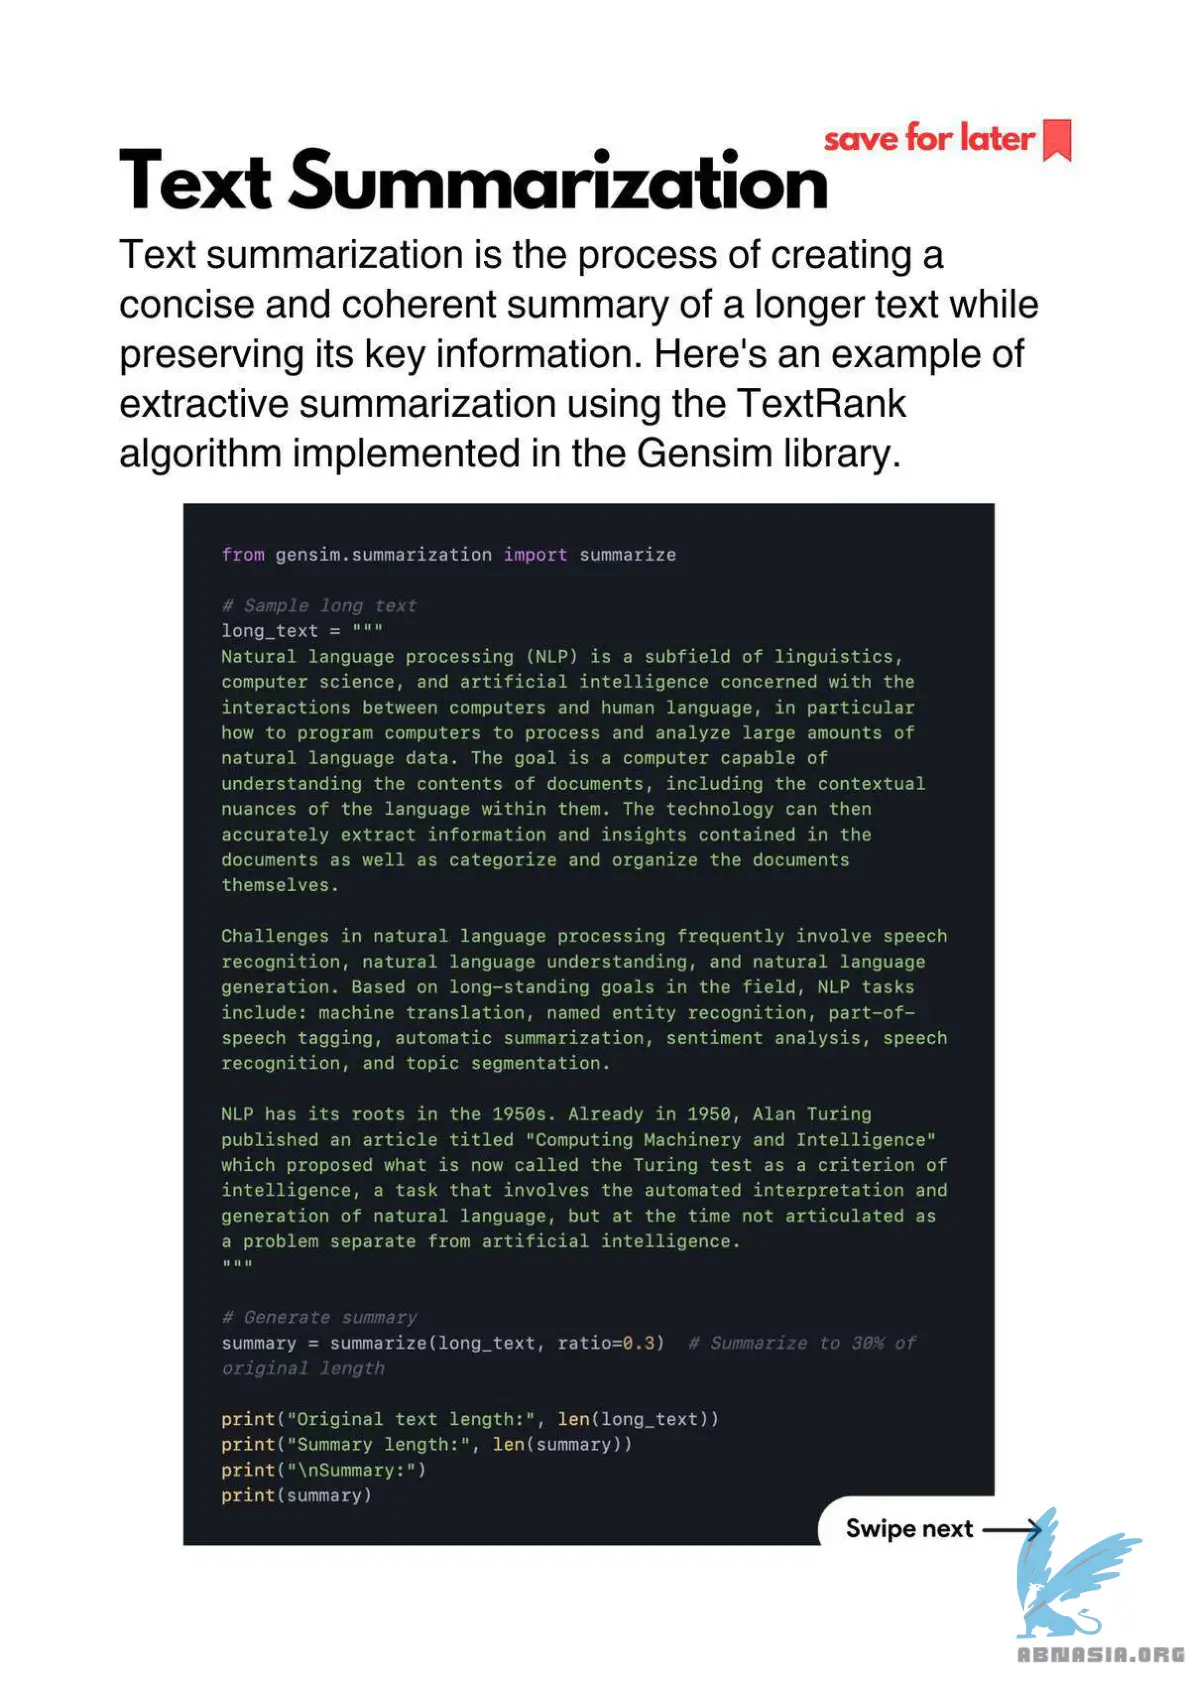 save for later
Text Summarization
Text summarization is the process of creating a
concise and coherent summary of a longer text while
preserving its key information. Here's an example of
extractive summarization using the TextRank
algorithm implemented in the Gensim library.
from gensim.summarization import summarize
# Sample long text
long_text = """
Natural language processing (NLP) is a subfield of linguistics,
computer science, and artificial intelligence concerned with the
interactions between computers and human language, in particular
how to program computers to process and analyze large amounts of
natural language data. The goal is a computer capable of
understanding the contents of documents, including the contextual
nuances of the language within them. The technology can then
accurately extract information and insights contained in the
documents as well as categorize and organize the documents
themselves.
Challenges in natural language processing frequently involve speech
recognition, natural language understanding, and natural language
generation. Based on long-standing goals in the field, NLP tasks
include: machine translation, named entity recognition, part-of-
speech tagging, automatic summarization, sentiment analysis, speech
recognition, and topic segmentation.
NLP has its roots in the 1950s. Already in 1950, Alan Turing
published an article titled "Computing Machinery and Intelligence"
which proposed what is now called the Turing test as a criterion of
intelligence, a task that involves the automated interpretation and
generation of natural language, but at the time not articulated as
a problem separate from artificial intelligence.
"""
# Generate summary
summary = summarize(long_text, ratio=0.3)  # Summarize to 30% of
original length
print("Original text length:", len(long_text))
print("Summary length:", len(summary))
print("\nSummary:")
print(summary)
Swipe next
ABNASIA.ORG